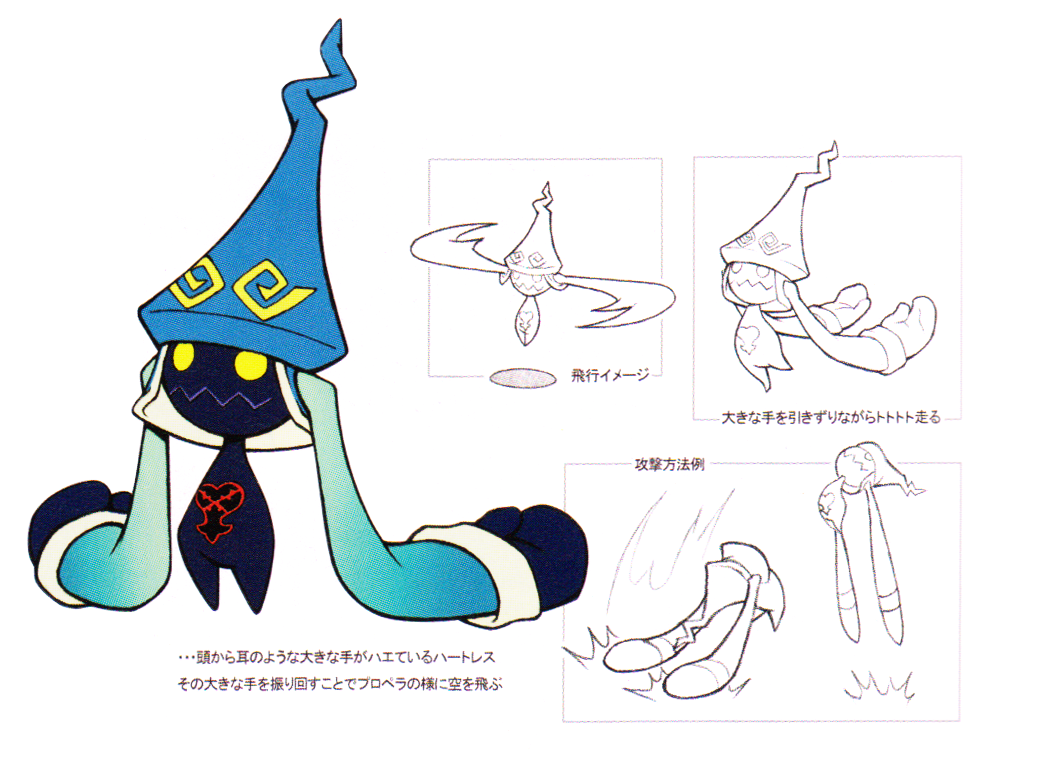 飛行イメージ
大きな手を引きずりながらトトトト走る
攻撃方法例
・・・頭から耳のような大きな手がハエているハートレス
その大きな手を振り回すことでプロペラの様に空を飛ぶ